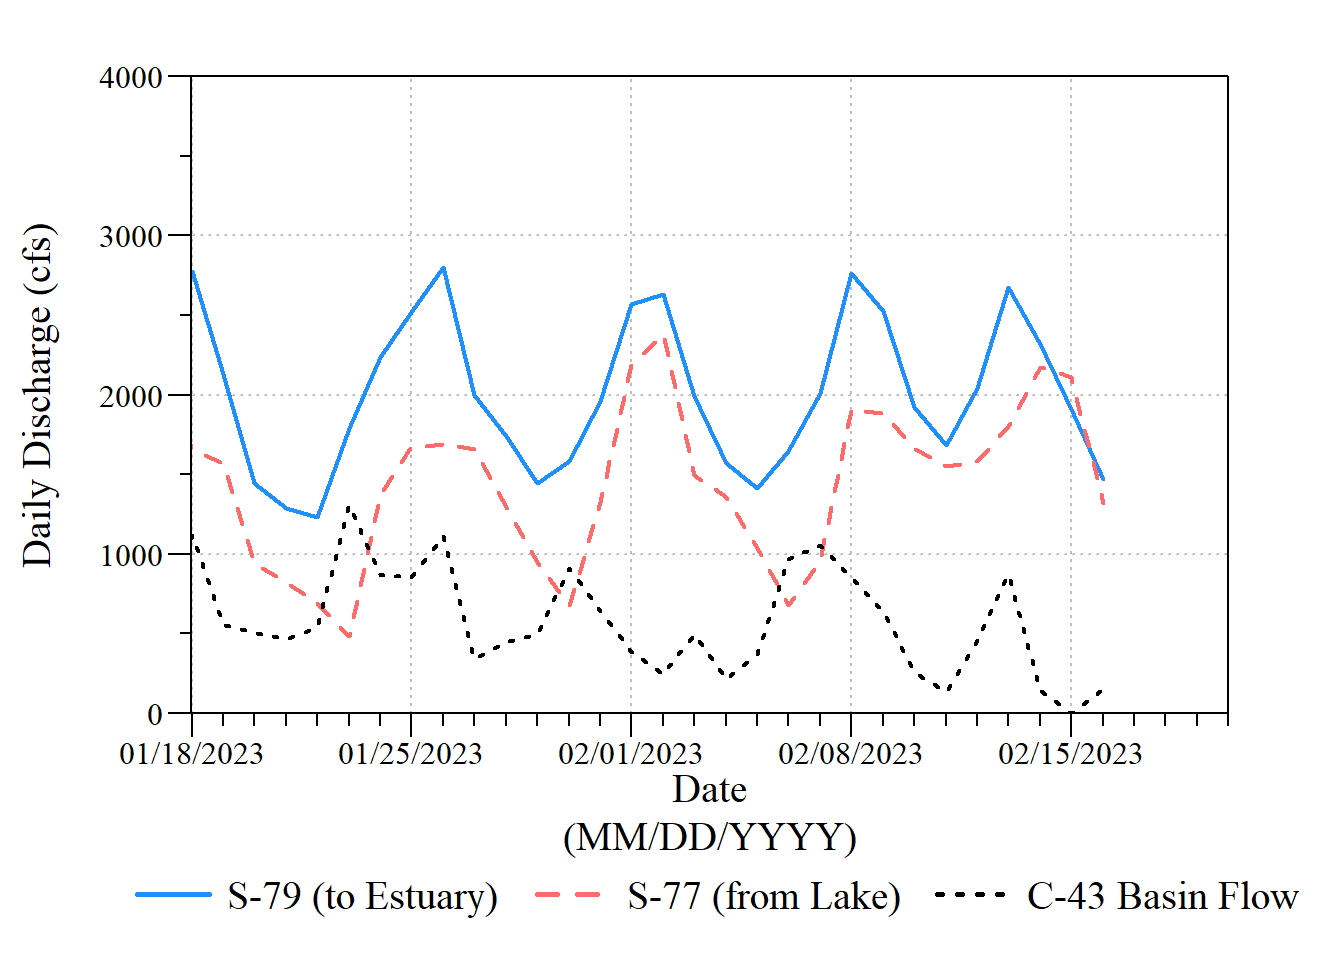 4000
3000
2000
1000
0
Daily Discharge (cfs)
01/18/2023 01/25/2023 02/01/2023 02/08/2023 02/15/2023
Date
(MM/DD/YYYY)
S-79 (to Estuary) S-77 (from Lake) C-43 Basin Flow